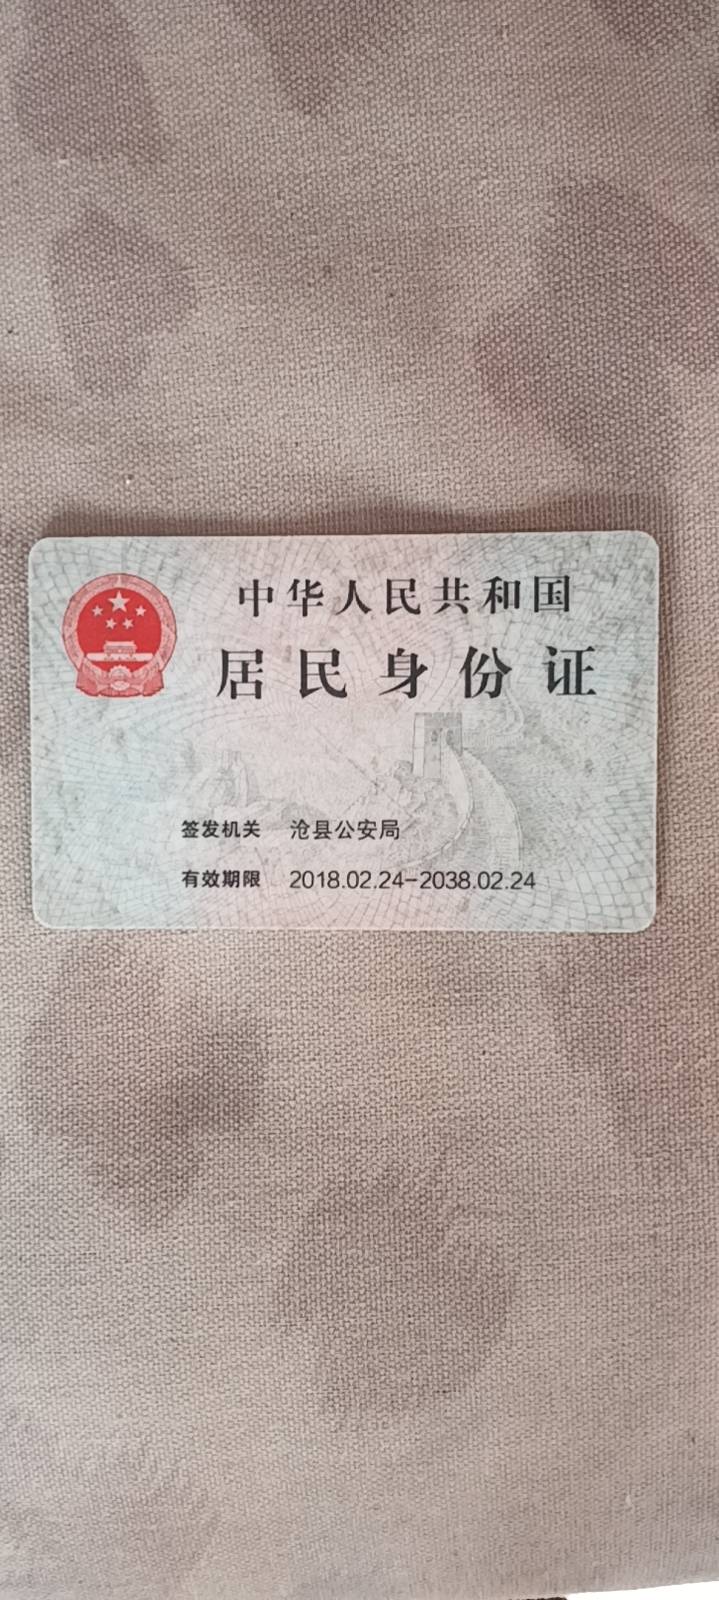 中华人民共和国
居民身份证
签发机关 沧县公安局
有效期限 2018.02.24-2038.02.24